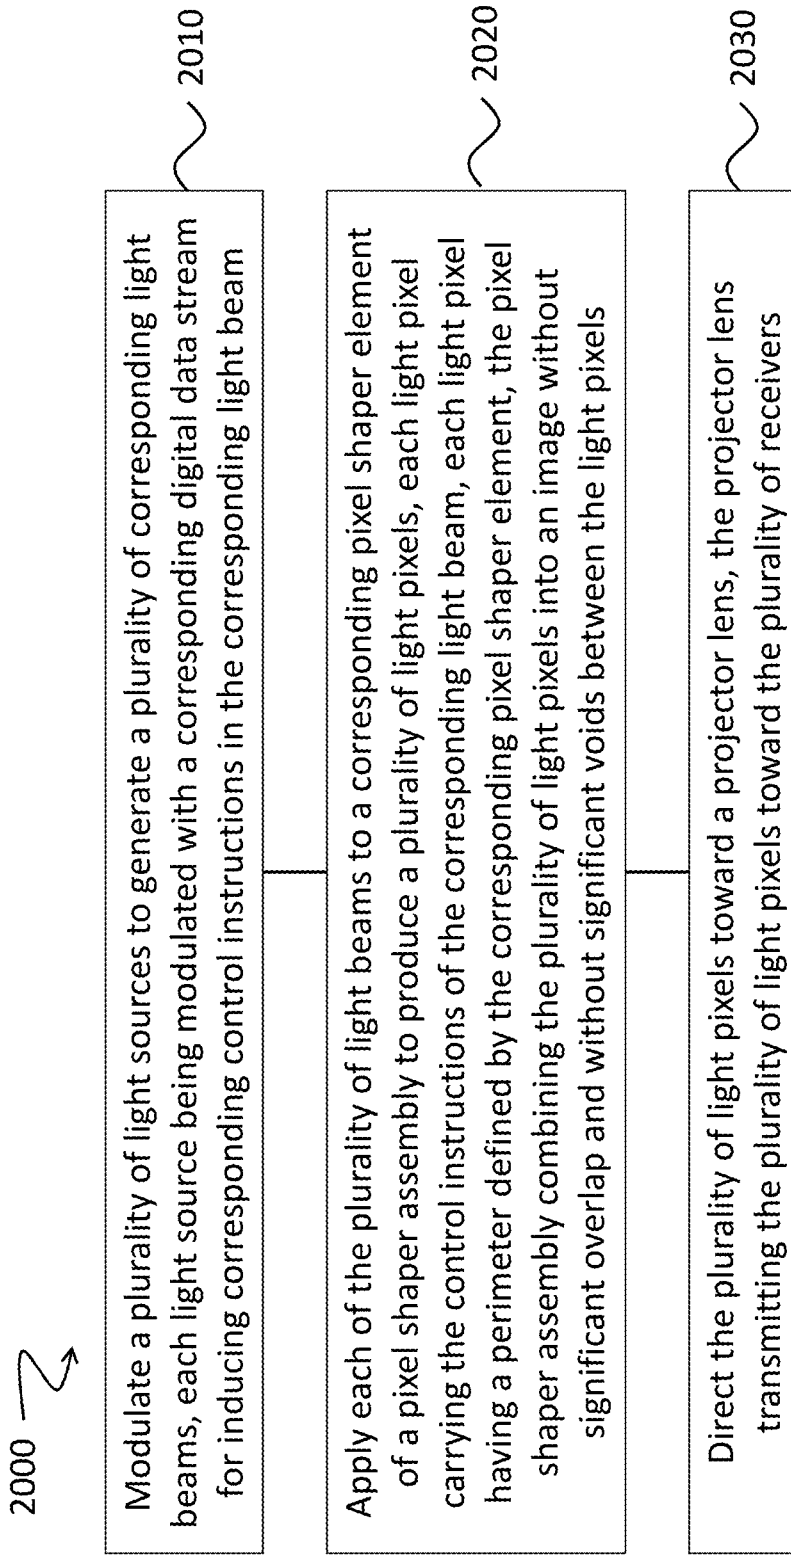 2000
Modulate a plurality of light sources to generate a plurality of corresponding light
beams, each light source being modulated with a corresponding digital data stream
for inducing corresponding control instructions in the corresponding light beam
2010
Apply each of the plurality of light beams to a corresponding pixel shaper element
of a pixel shaper assembly to produce a plurality of light pixels, each light pixel
carrying the control instructions of the corresponding light beam, each light pixel
having a perimeter defined by the corresponding pixel shaper element, the pixel
shaper assembly combining the plurality of light pixels into an image without
significant overlap and without significant voids between the light pixels
2020
Direct the plurality of light pixels toward a projector lens, the projector lens
transmitting the plurality of light pixels toward the plurality of receivers
2030